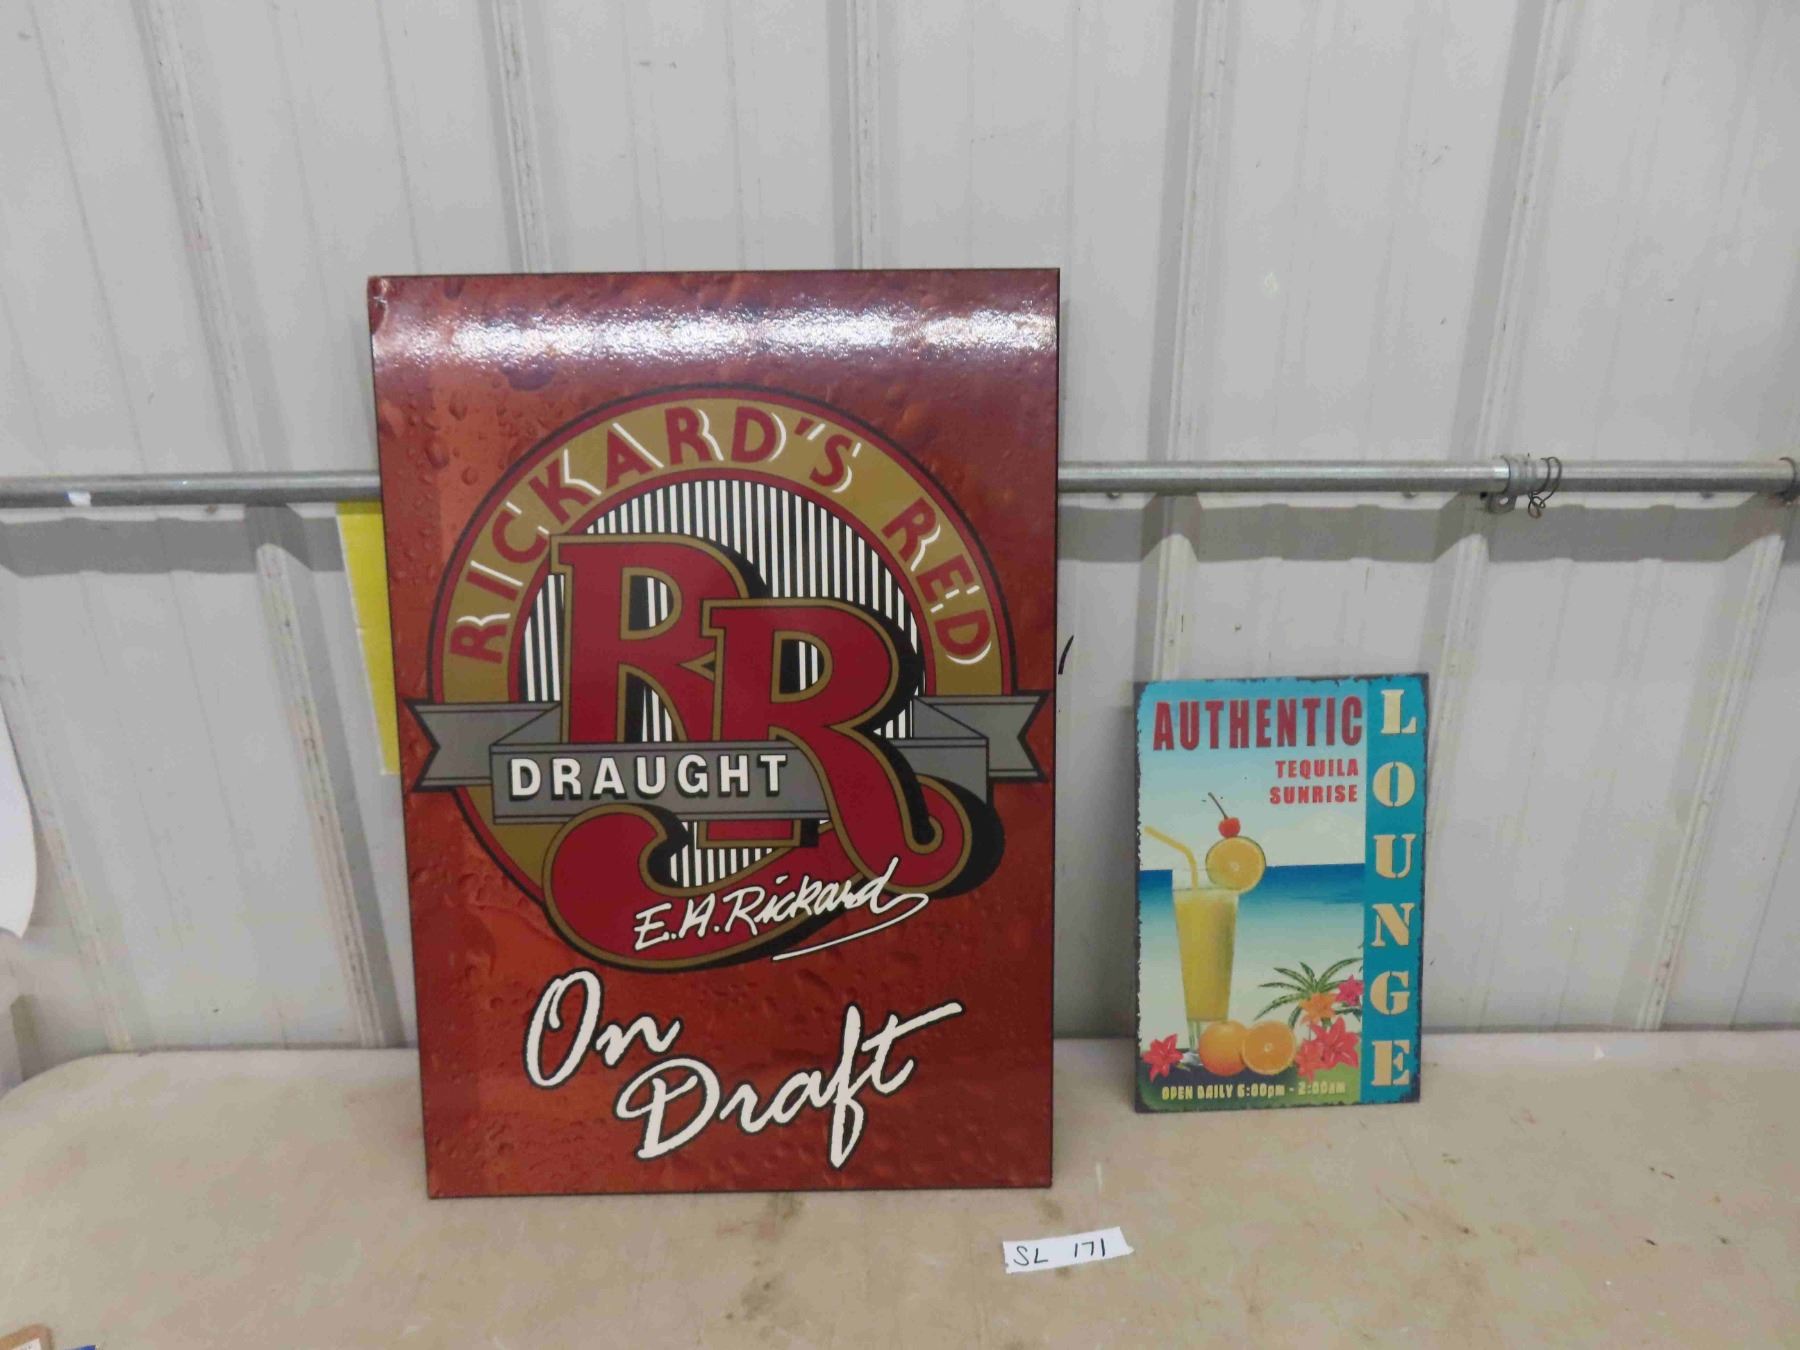 RICKARD'S RED
RR
DRAUGHT
E.H. Rickard
On
Draft
AUTHENTIC
TEQUILA
SUNRISE
LOUNGE
OPEN DAILY 6:00pm - 2:00am
SL 171